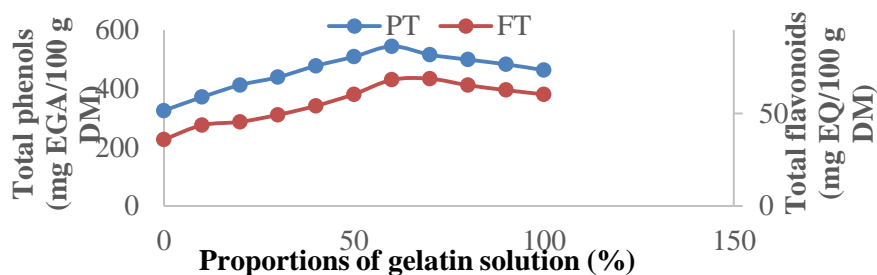 PT FT
Total phenols
(mg EGA/100 g
DM)
600
400
200
0
0
50
100
150
Proportions of gelatin solution (%)
50
0
Total flavonoids
(mg EQ/100 g
DM)